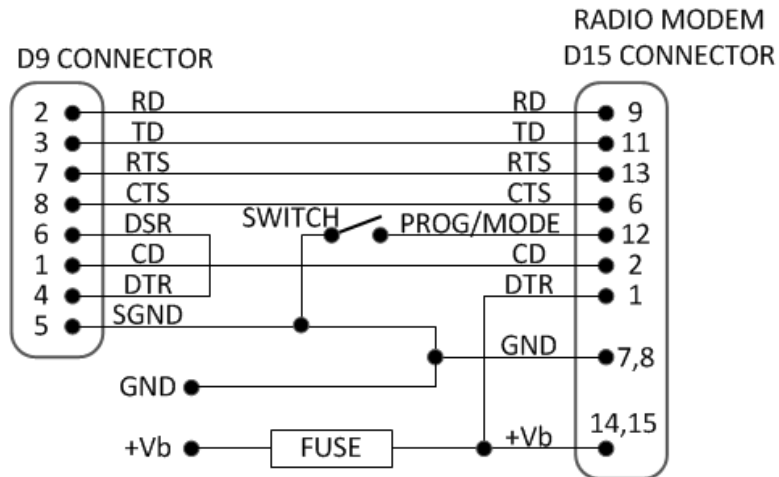 RADIO MODEM
D9 CONNECTOR D15 CONNECTOR
2 RD RD 9
3 TD TD 11
7 RTS RTS 13
8 CTS CTS 6
6 DSR SWITCH PROG/MODE 12
1 CD CD 2
4 DTR DTR 1
5 SGND
GND 7,8
GND
14,15
+Vb FUSE +Vb